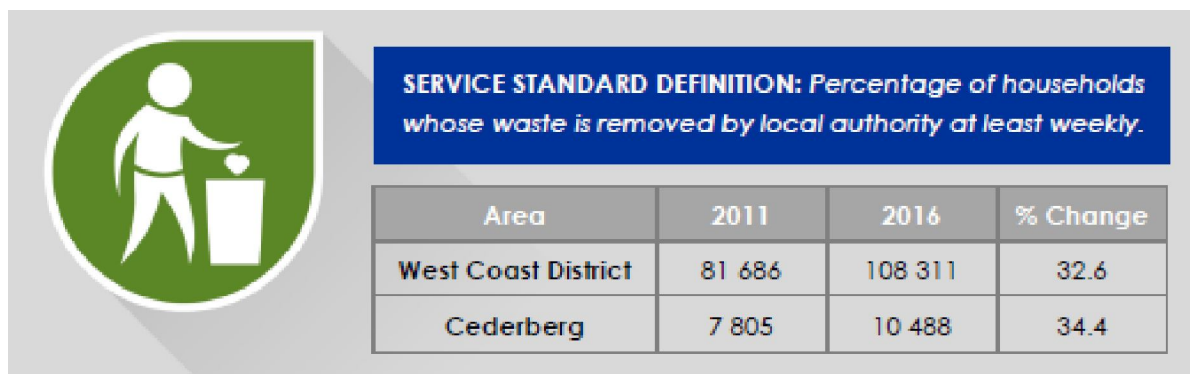 SERVICE STANDARD DEFINITION: Percentage of households
whose waste is removed by local authority at least weekly.
Area 2011 2016 % Change
West Coast District 81 686 108 311 32.6
Cederberg 7 805 10 488 34.4